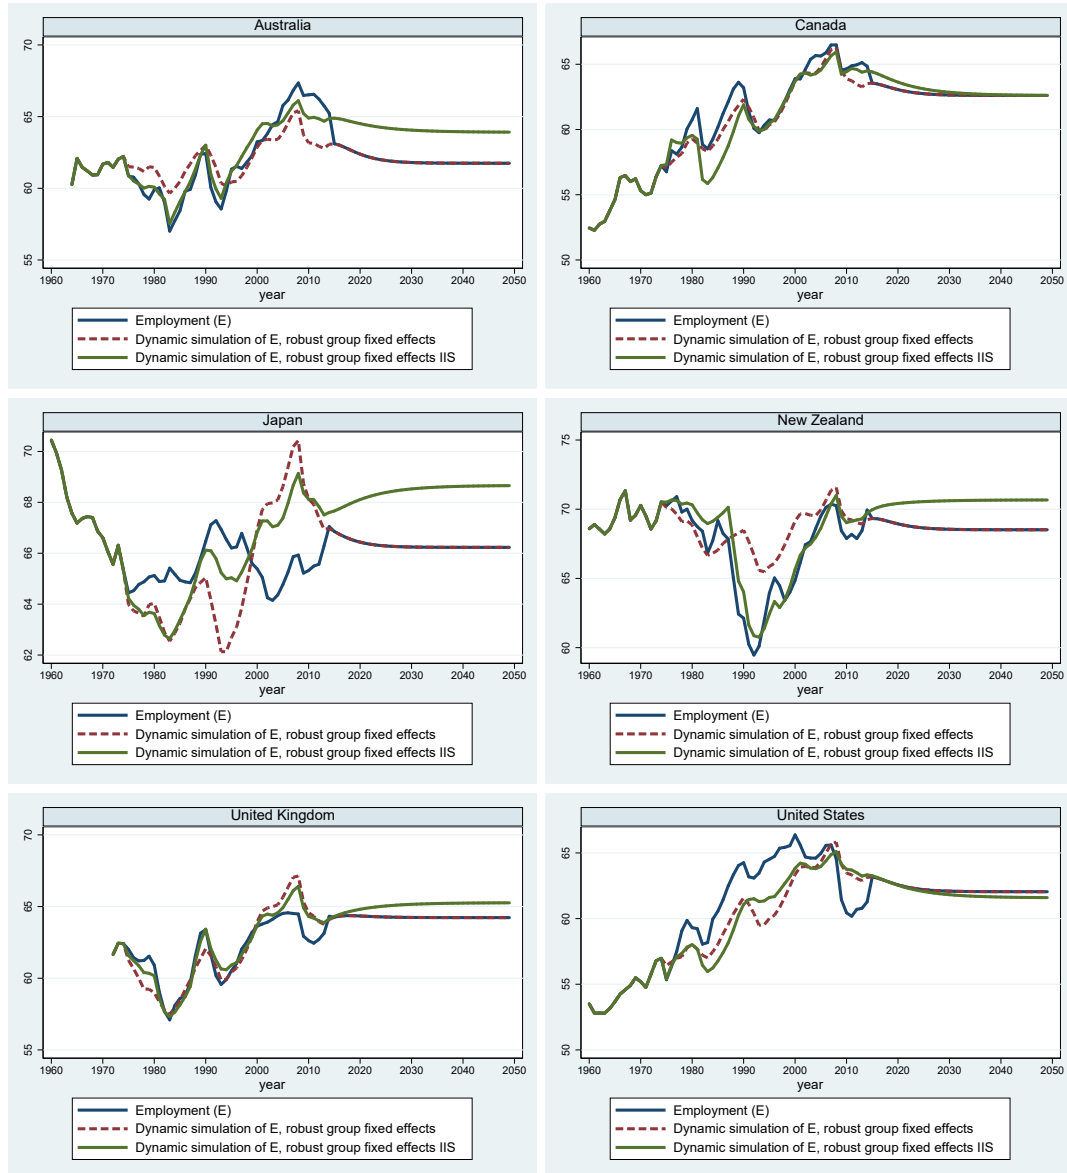 Australia
70
65
60
55
1960 1970 1980 1990 2000 2010 2020 2030 2040 2050
year
Employment (E)
Dynamic simulation of E, robust group fixed effects
Dynamic simulation of E, robust group fixed effects IIS
Canada
65
60
55
50
1960 1970 1980 1990 2000 2010 2020 2030 2040 2050
year
Employment (E)
Dynamic simulation of E, robust group fixed effects
Dynamic simulation of E, robust group fixed effects IIS
Japan
70
68
66
64
62
1960 1970 1980 1990 2000 2010 2020 2030 2040 2050
year
Employment (E)
Dynamic simulation of E, robust group fixed effects
Dynamic simulation of E, robust group fixed effects IIS
New Zealand
75
70
65
60
1960 1970 1980 1990 2000 2010 2020 2030 2040 2050
year
Employment (E)
Dynamic simulation of E, robust group fixed effects
Dynamic simulation of E, robust group fixed effects IIS
United Kingdom
70
65
60
55
1960 1970 1980 1990 2000 2010 2020 2030 2040 2050
year
Employment (E)
Dynamic simulation of E, robust group fixed effects
Dynamic simulation of E, robust group fixed effects IIS
United States
65
60
55
50
1960 1970 1980 1990 2000 2010 2020 2030 2040 2050
year
Employment (E)
Dynamic simulation of E, robust group fixed effects
Dynamic simulation of E, robust group fixed effects IIS